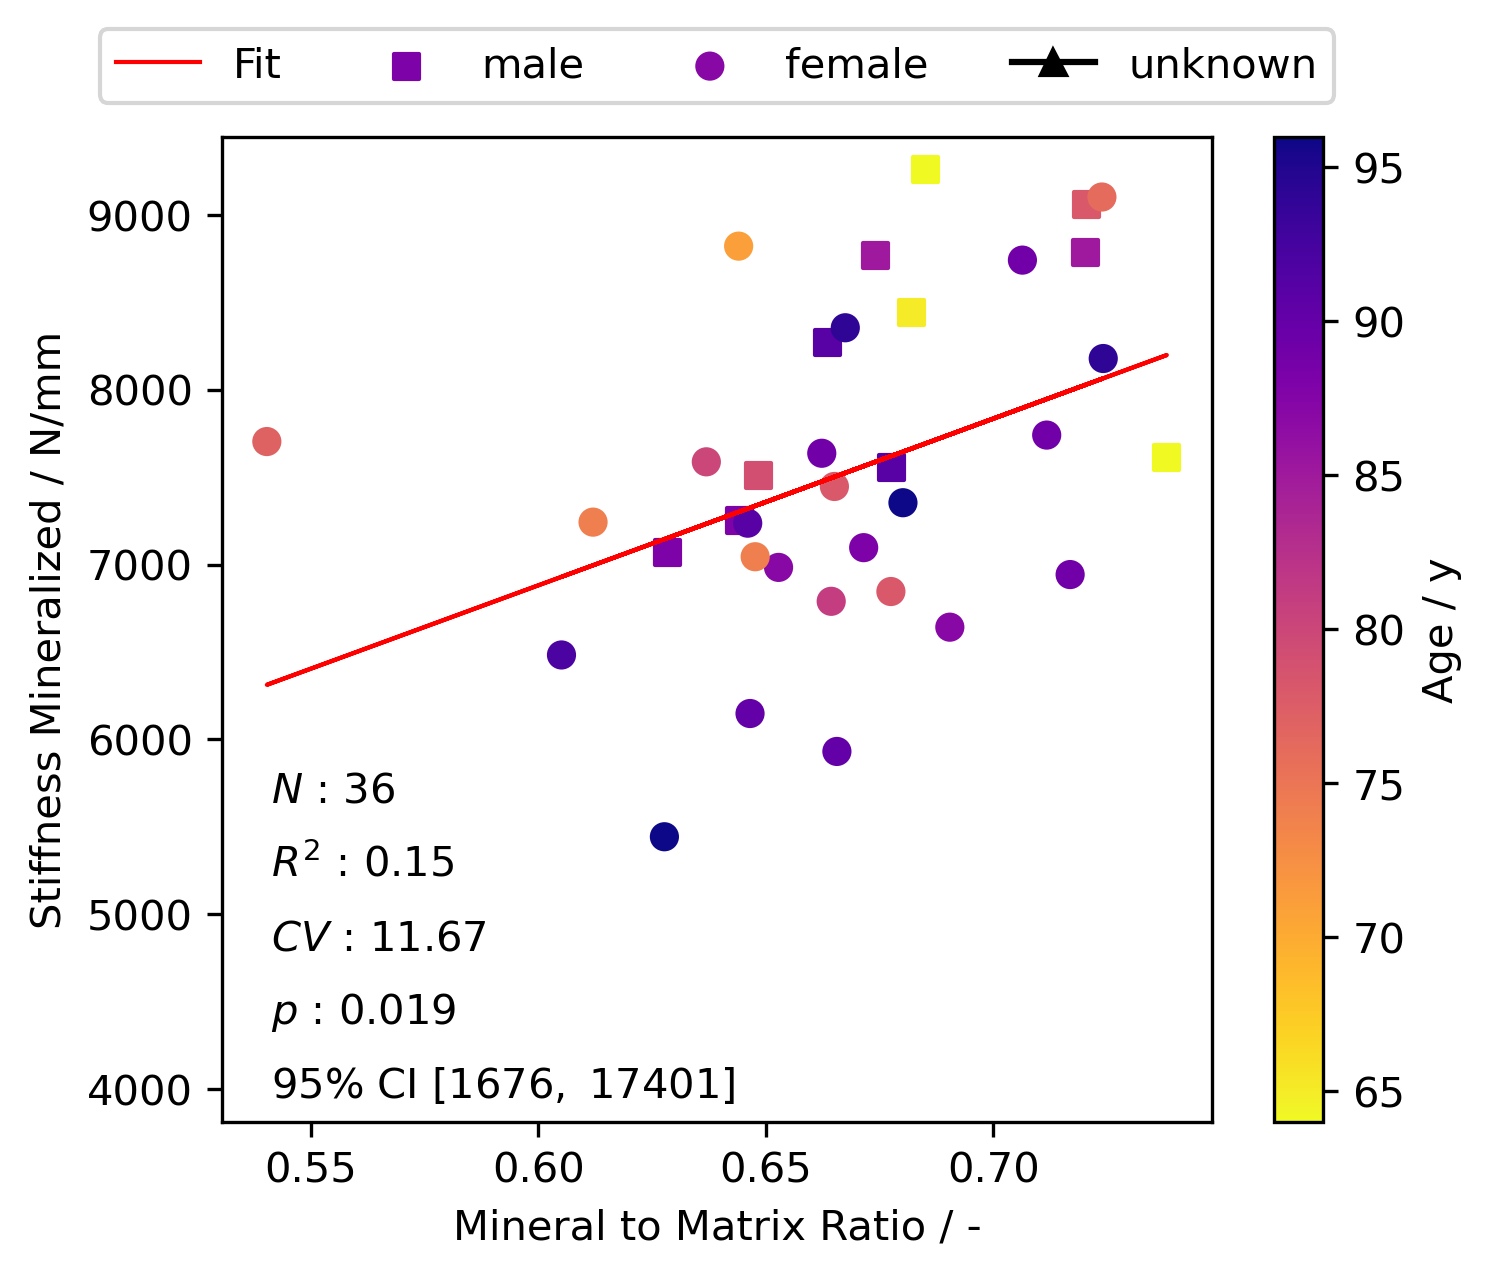 Fit male female unknown
9000
8000
7000
6000
5000
4000
Stiffness Mineralized / N/mm
N : 36
R² : 0.15
CV : 11.67
p : 0.019
95% CI [1676, 17401]
0.55 0.60 0.65 0.70
Mineral to Matrix Ratio / -
95
90
85
80
75
70
65
Age / y